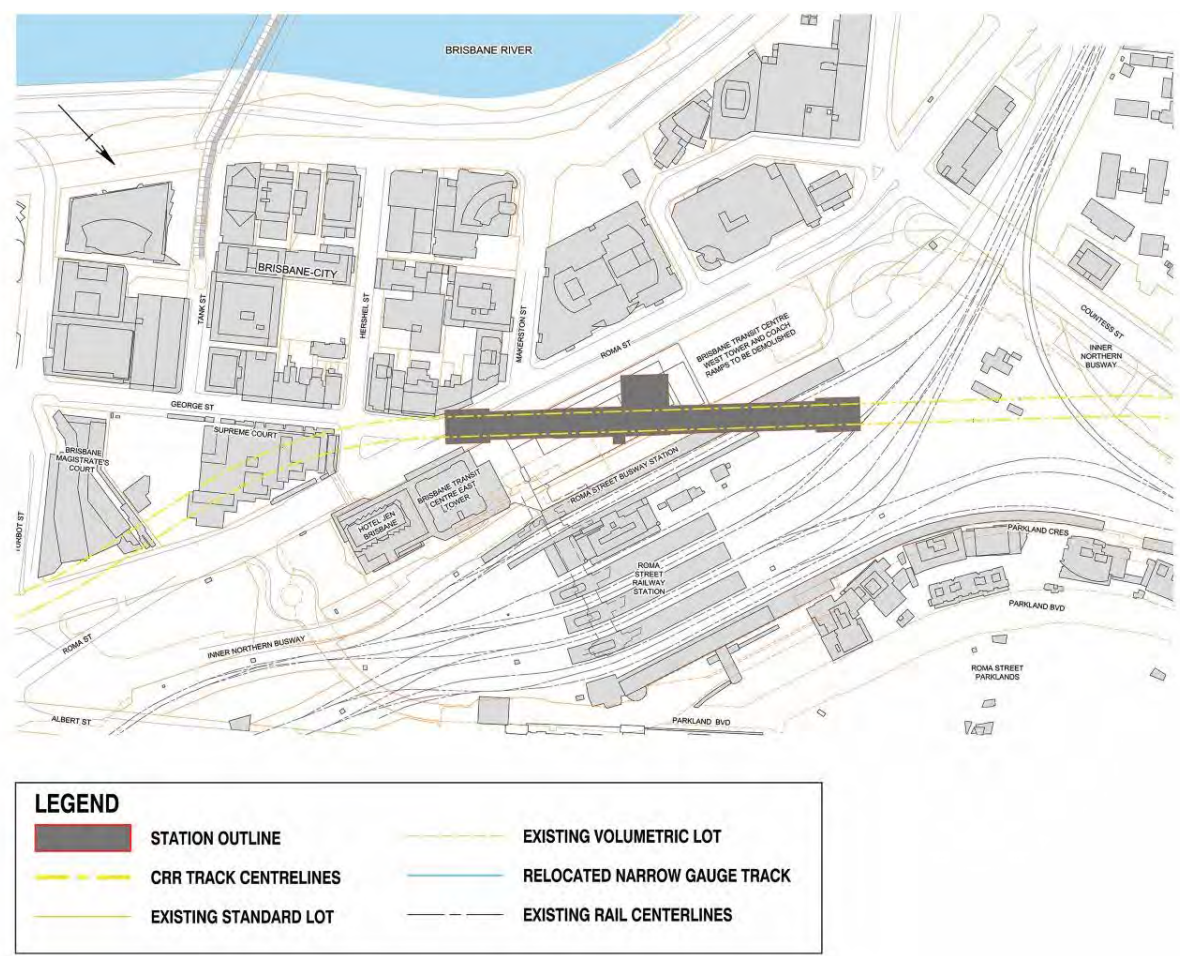 BRISBANE RIVER
BRISBANE-CITY
TANK ST
HERSHEL ST
MAKERSTON ST
ROMA ST
BRISBANE TRANSIT CENTRE
WEST TOWER AND COACH
RAMPS TO BE DEMOLISHED
COUNTESS ST
INNER
NORTHERN
BUSWAY
GEORGE ST
SUPREME COURT
BRISBANE
MAGISTRATE'S
COURT
BRISBANE TRANSIT
CENTRE EAST
TOWER
HOTEL JEN
BRISBANE
ROMA STREET BUSWAY STATION
ROMA
STREET
RAILWAY
STATION
PARKLAND CRES
PARKLAND BVD
ROMA STREET
PARKLANDS
ROMA ST
INNER NORTHERN BUSWAY
ALBERT ST
PARKLAND BVD
LEGEND
STATION OUTLINE
CRR TRACK CENTRELINES
EXISTING STANDARD LOT
EXISTING VOLUMETRIC LOT
RELOCATED NARROW GAUGE TRACK
EXISTING RAIL CENTERLINES